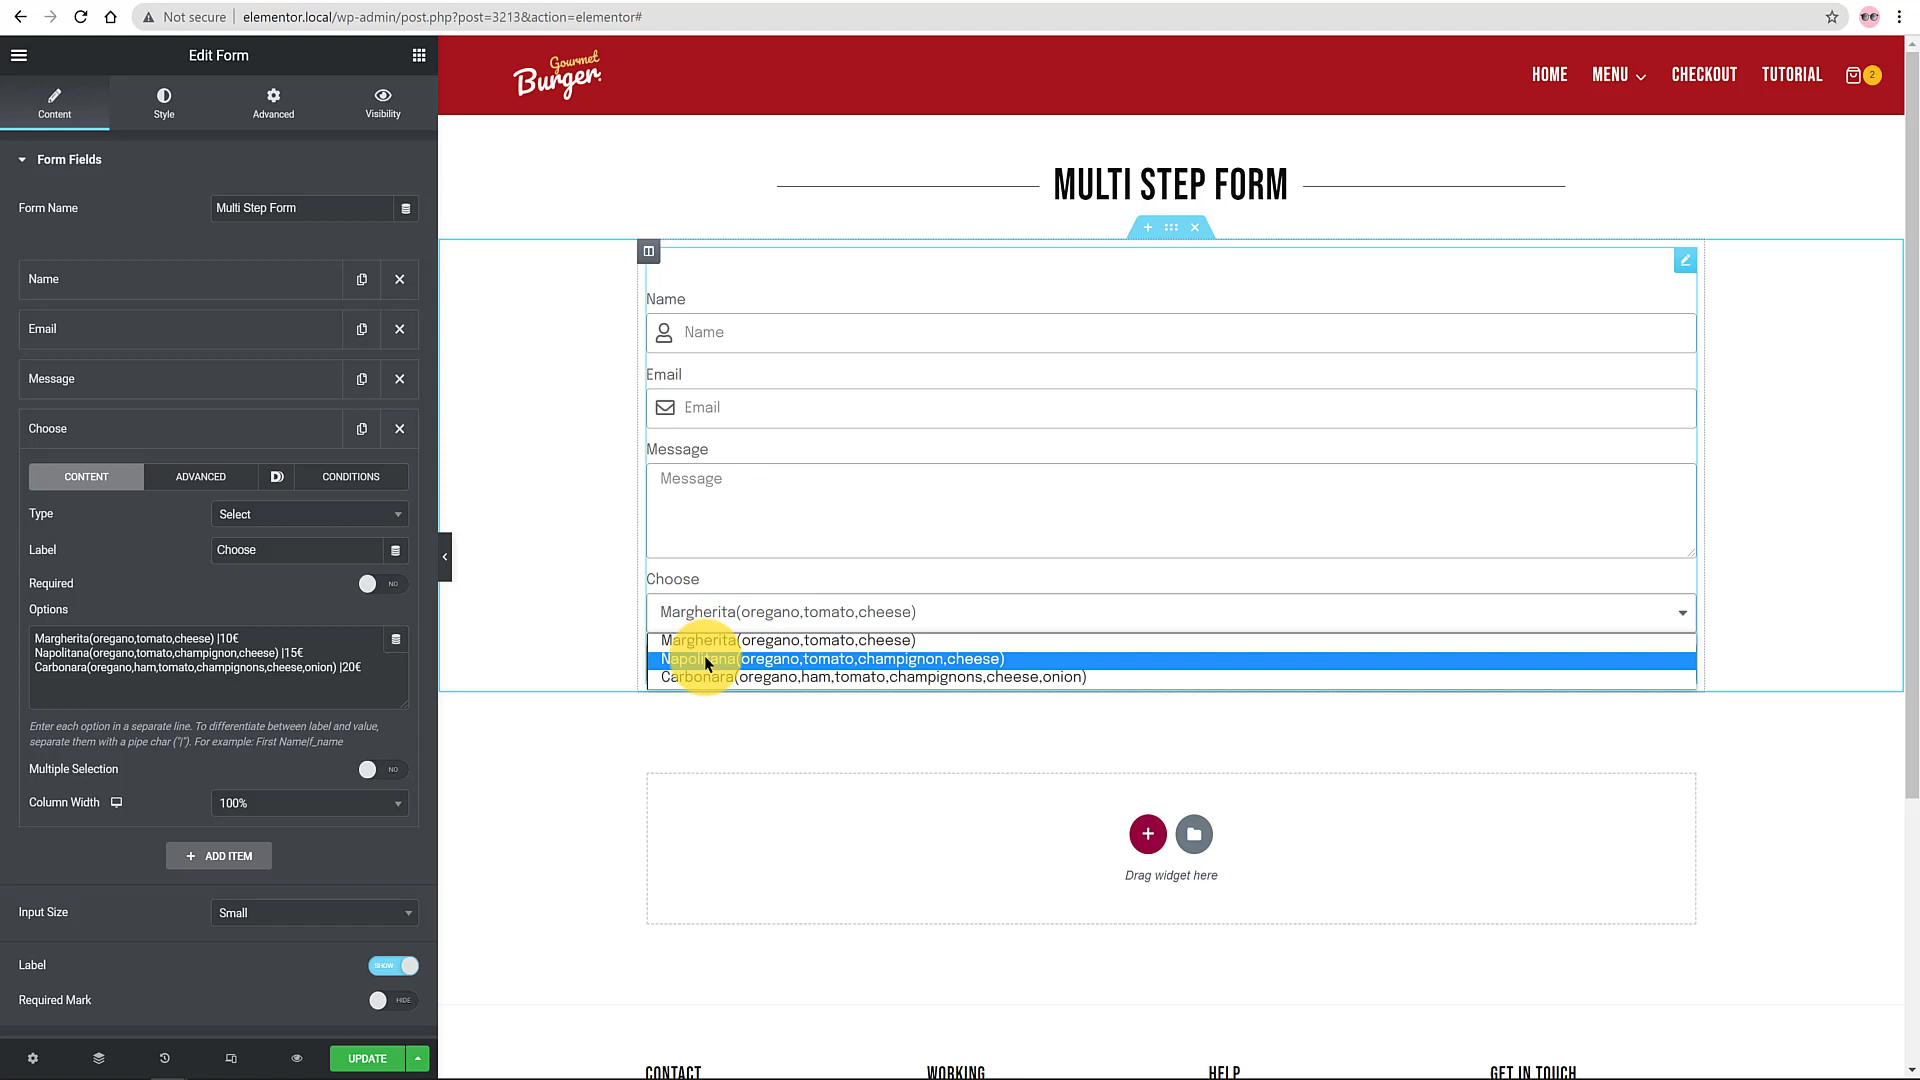 Not secure
elementor.local/wp-admin/post.php?post=3213&action=elementor#
Edit Form
Content
Style
Advanced
Visibility
Form Fields
Form Name
Multi Step Form
Name
Email
Message
Choose
CONTENT
ADVANCED
CONDITIONS
Type
Select
Label
Choose
Required
NO
Options
Margherita(oregano,tomato,cheese) |10€
Napolitana(oregano,tomato,champignon,cheese) |15€
Carbonara(oregano,ham,tomato,champignons,cheese,onion) |20€
Enter each option in a separate line. To differentiate between label and value,
separate them with a pipe char ("|"). For example: First Name|f_name
Multiple Selection
NO
Column Width
100%
+ ADD ITEM
Input Size
Small
Label
SHOW
Required Mark
HIDE
UPDATE
Gourmet
Burger
HOME
MENU
CHECKOUT
TUTORIAL
2
MULTI STEP FORM
Name
Name
Email
Email
Message
Message
Choose
Margherita(oregano,tomato,cheese)
Margherita(oregano,tomato,cheese)
Napolitana(oregano,tomato,champignon,cheese)
Carbonara(oregano,ham,tomato,champignons,cheese,onion)
Drag widget here
CONTACT
WORKING
HELP
GET IN TOUCH